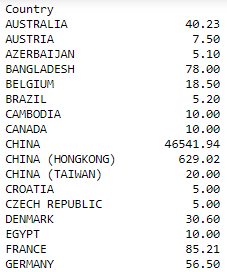 Country
AUSTRALIA 40.23
AUSTRIA 7.50
AZERBAIJAN 5.10
BANGLADESH 78.00
BELGIUM 18.50
BRAZIL 5.20
CAMBODIA 10.00
CANADA 10.00
CHINA 46541.94
CHINA (HONGKONG) 629.02
CHINA (TAIWAN) 20.00
CROATIA 5.00
CZECH REPUBLIC 5.00
DENMARK 30.60
EGYPT 10.00
FRANCE 85.21
GERMANY 56.50